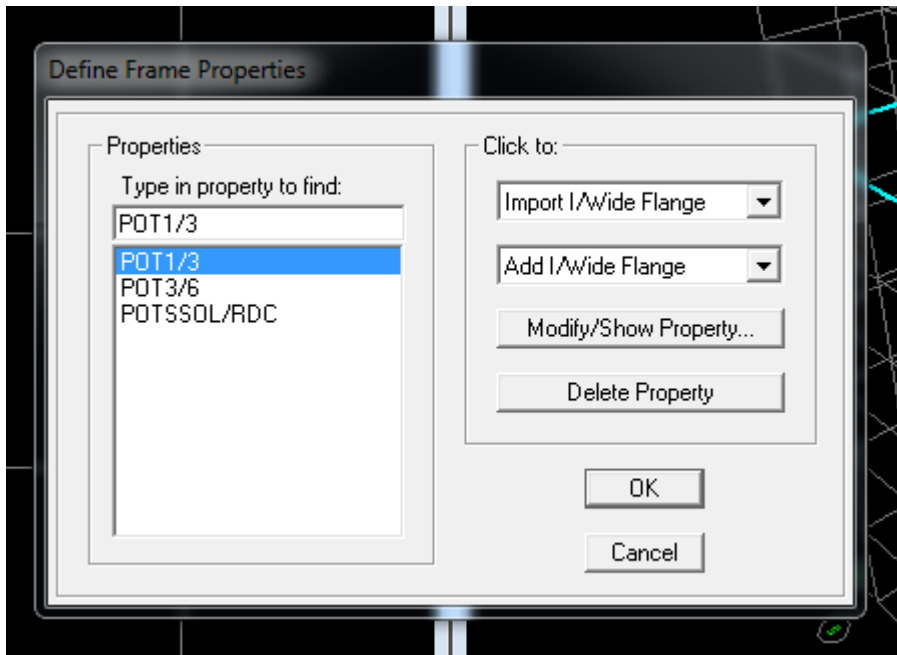 Define Frame Properties
Properties
Type in property to find:
POT1/3
POT1/3
POT3/6
POTSSOL/RDC
Click to:
Import I/Wide Flange
Add I/Wide Flange
Modify/Show Property...
Delete Property
OK
Cancel